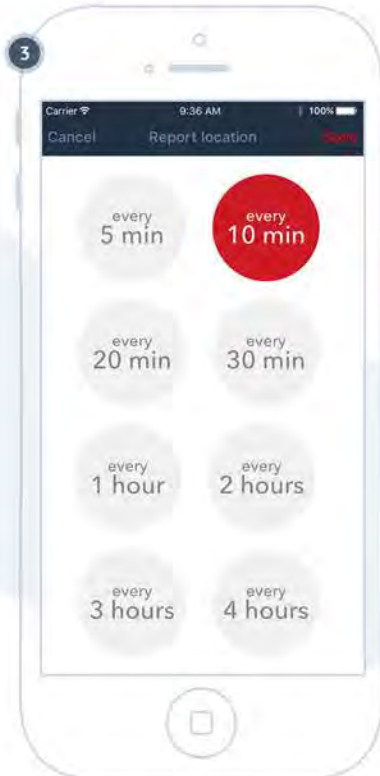 3
Carrier 9:36 AM 100%
Cancel Report location
every
5 min
every
10 min
every
20 min
every
30 min
every
1 hour
every
2 hours
every
3 hours
every
4 hours